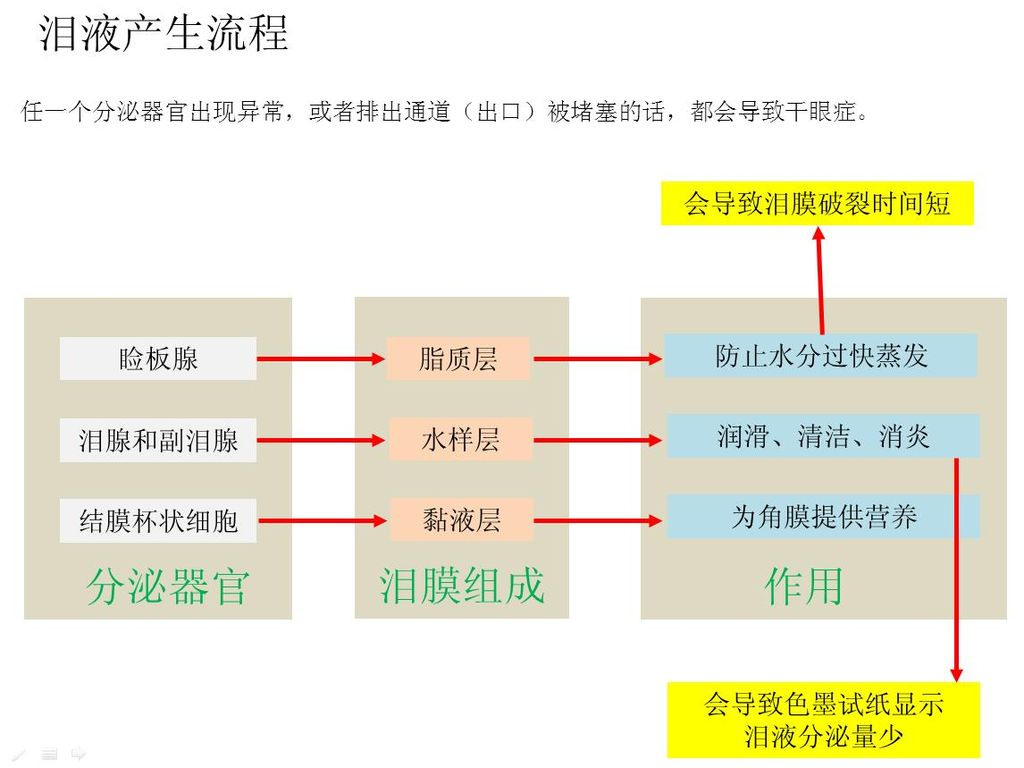 泪液产生流程
任一个分泌器官出现异常，或者排出通道（出口）被堵塞的话，都会导致干眼症。
会导致泪膜破裂时间短
睑板腺
脂质层
防止水分过快蒸发
泪腺和副泪腺
水样层
润滑、清洁、消炎
结膜杯状细胞
黏液层
为角膜提供营养
分泌器官
泪膜组成
作用
会导致色墨试纸显示
泪液分泌量少